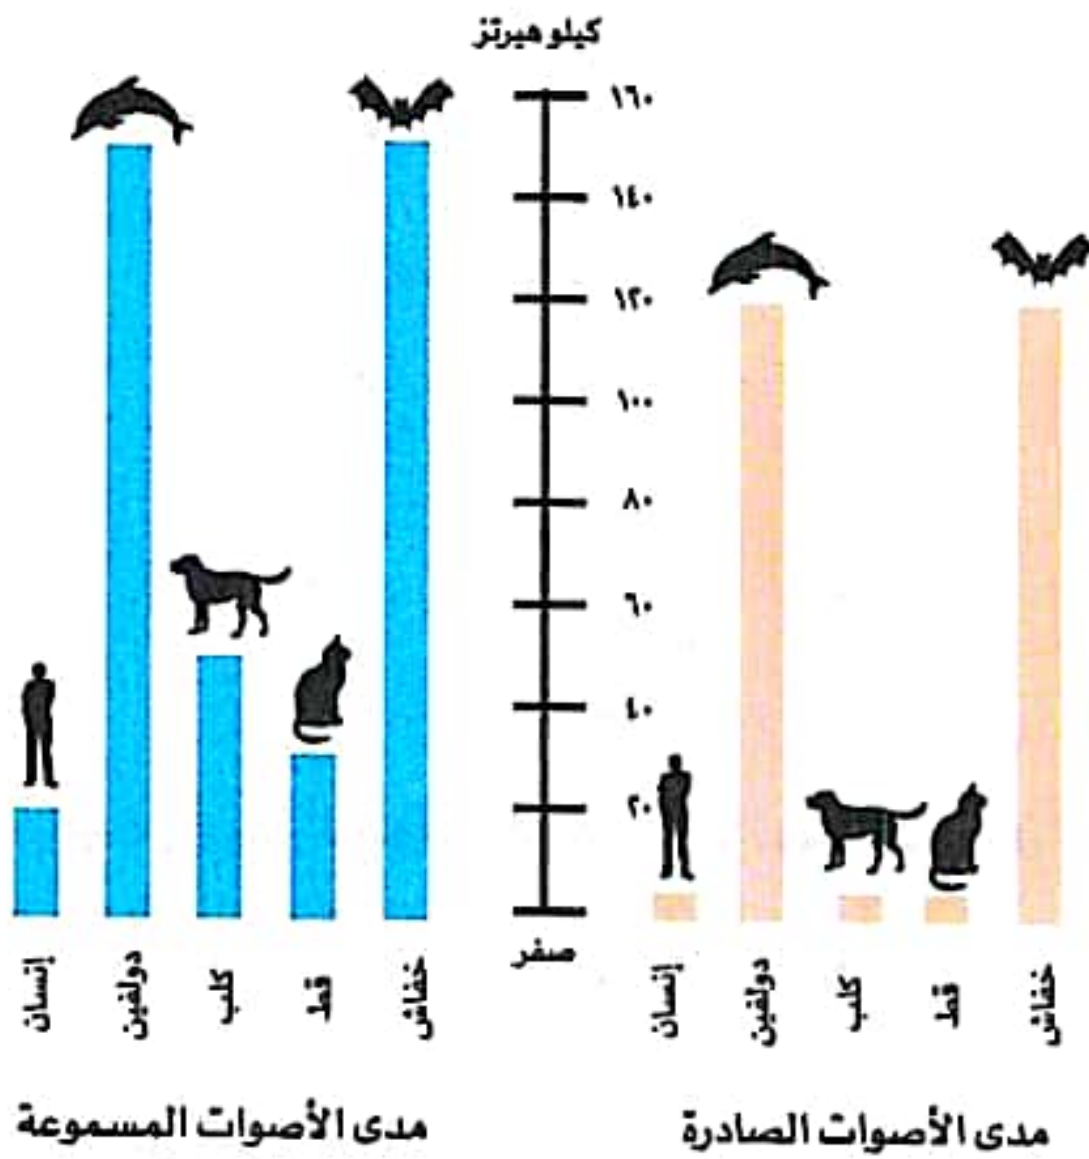 كيلو هيرتز
١٦٠
١٤٠
١٢٠
١٠٠
٨٠
٦٠
٤٠
٢٠
صفر
خفاش
قط
كلب
دولفين
إنسان
خفاش
قط
كلب
دولفين
إنسان
مدى الأصوات الصادرة
مدى الأصوات المسموعة